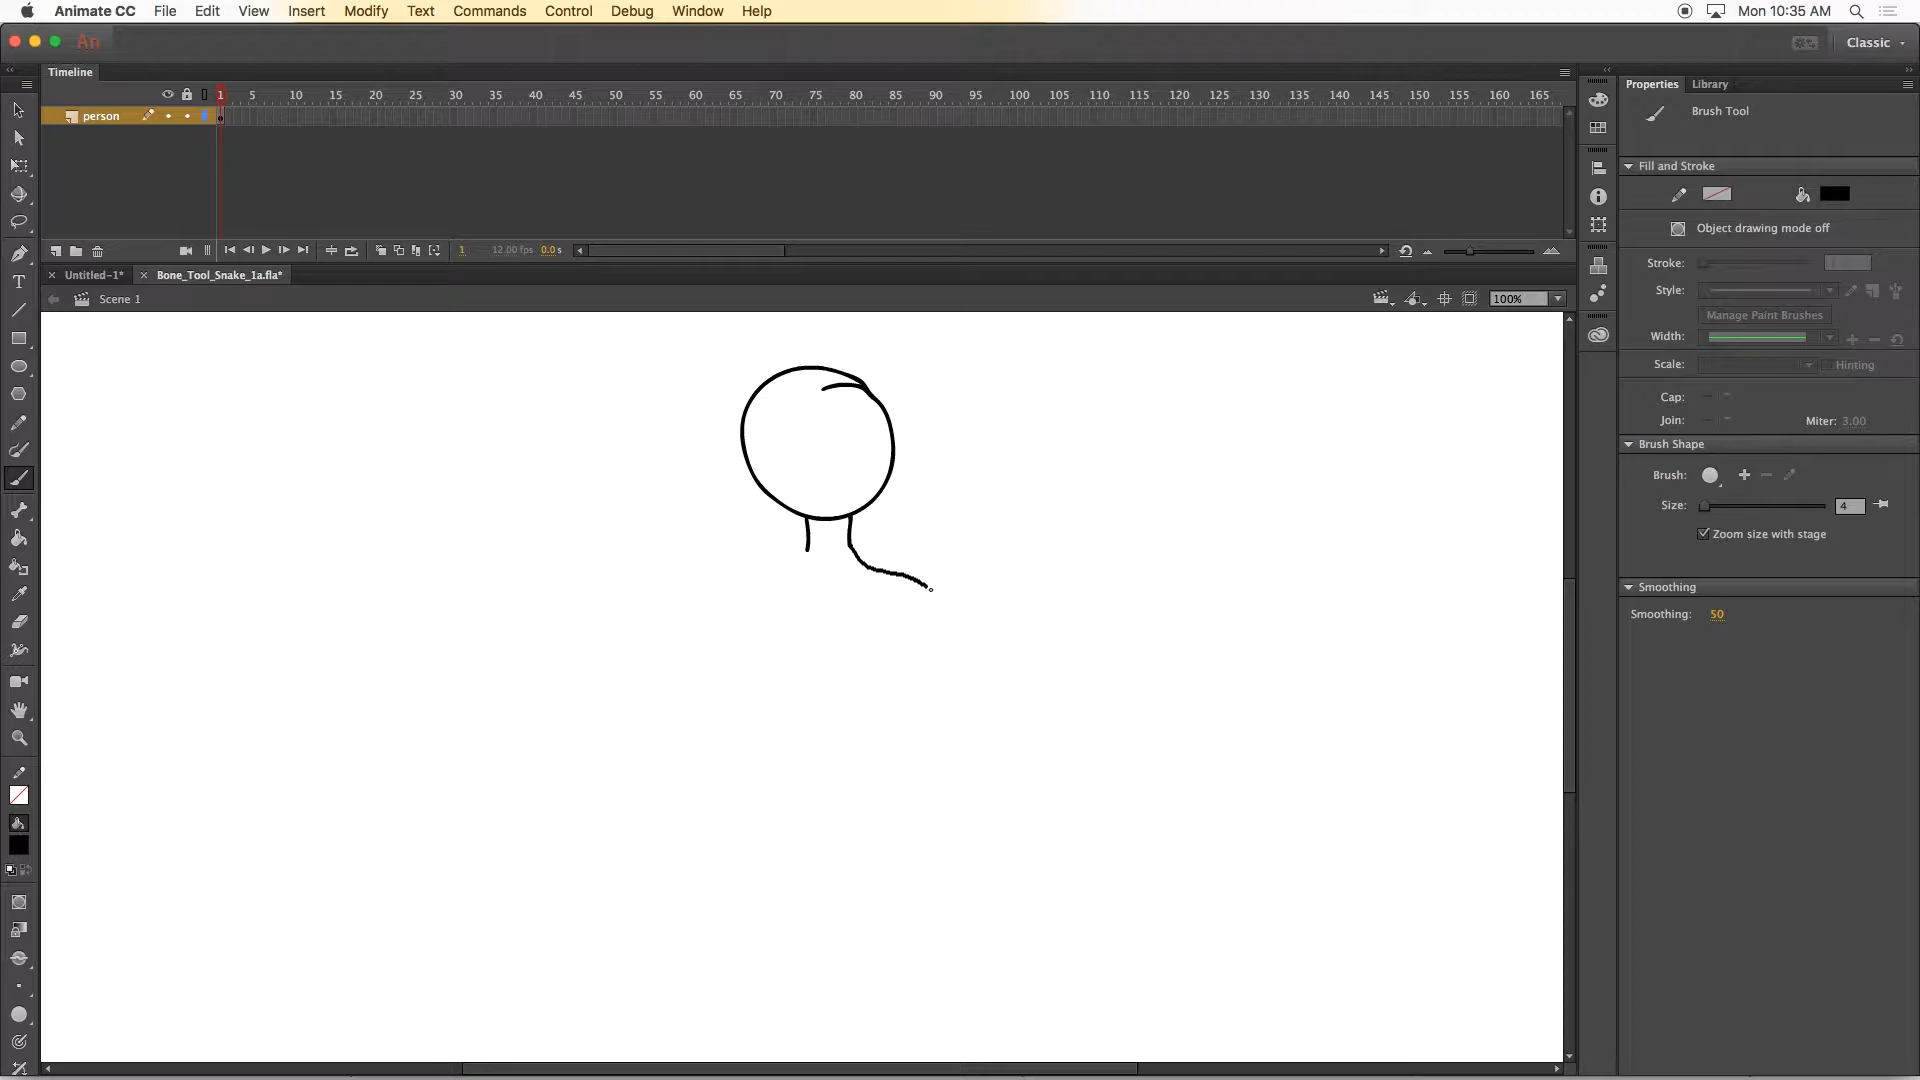 Animate CC File Edit View Insert Modify Text Commands Control Debug Window Help Mon 10:35 AM
An Classic
Timeline
Properties Library
1 5 10 15 20 25 30 35 40 45 50 55 60 65 70 75 80 85 90 95 100 105 110 115 120 125 130 135 140 145 150 155 160 165
person
Brush Tool
Fill and Stroke
Object drawing mode off
1 12.00 fps 0.0 s
Stroke:
Untitled-1* Bone_Tool_Snake_1a.fla*
Style:
Scene 1 100%
Manage Paint Brushes
Width:
Scale: Hinting
Cap:
Join: Miter: 3.00
Brush Shape
Brush:
Size: 4
Zoom size with stage
Smoothing
Smoothing: 50